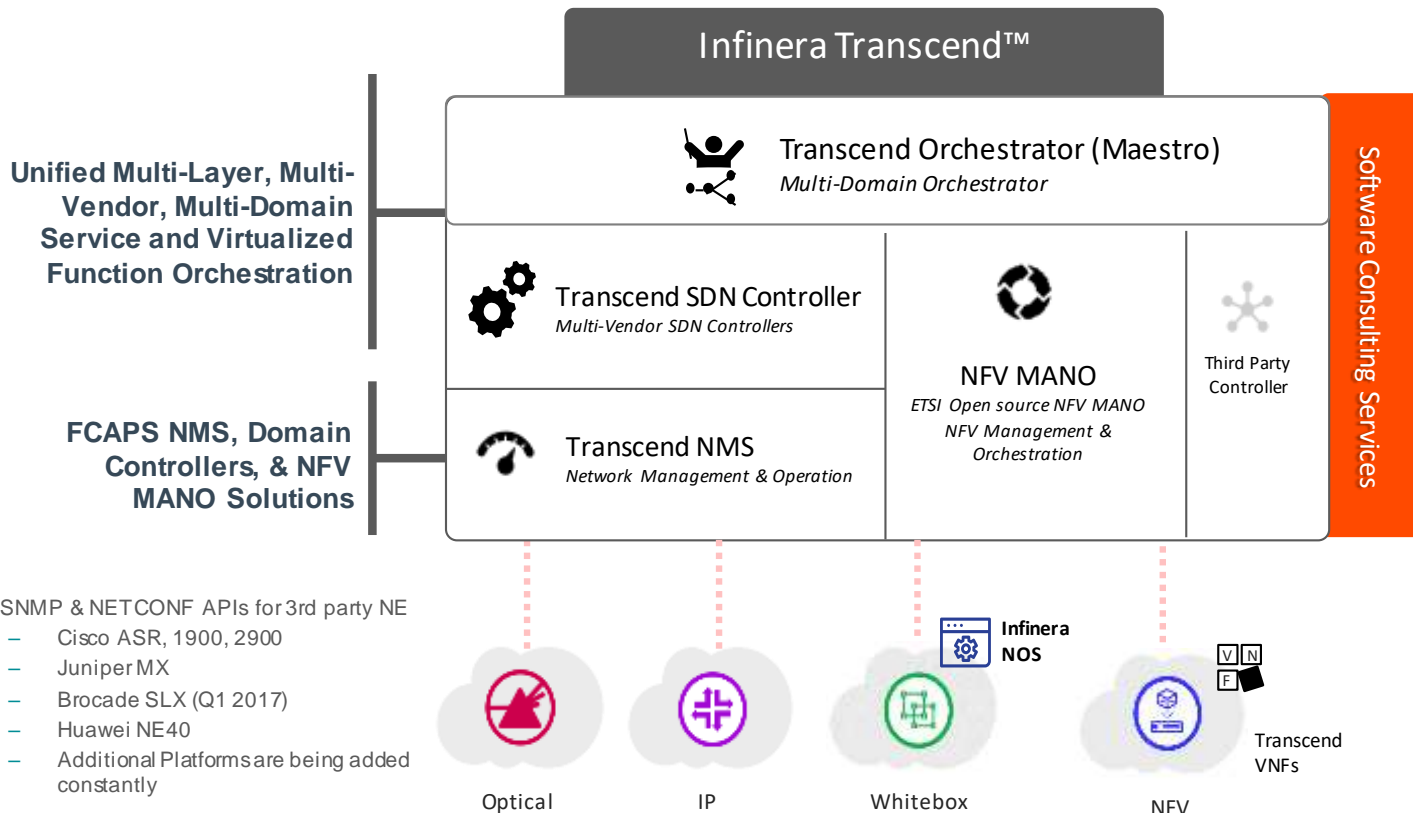 Infinera Transcend™
Transcend Orchestrator (Maestro)
Multi-Domain Orchestrator
Unified Multi-Layer, Multi-
Vendor, Multi-Domain
Service and Virtualized
Function Orchestration
Transcend SDN Controller
Multi-Vendor SDN Controllers
NFV MANO
ETSI Open source NFV MANO
NFV Management &
Orchestration
Third Party
Controller
Software Consulting Services
FCAPS NMS, Domain
Controllers, & NFV
MANO Solutions
Transcend NMS
Network Management & Operation
SNMP & NETCONF APIs for 3rd party NE
– Cisco ASR, 1900, 2900
– Juniper MX
– Brocade SLX (Q1 2017)
– Huawei NE40
– Additional Platforms are being added
constantly
Infinera
NOS
V N
F
Transcend
VNFs
Optical
IP
Whitebox
NFV